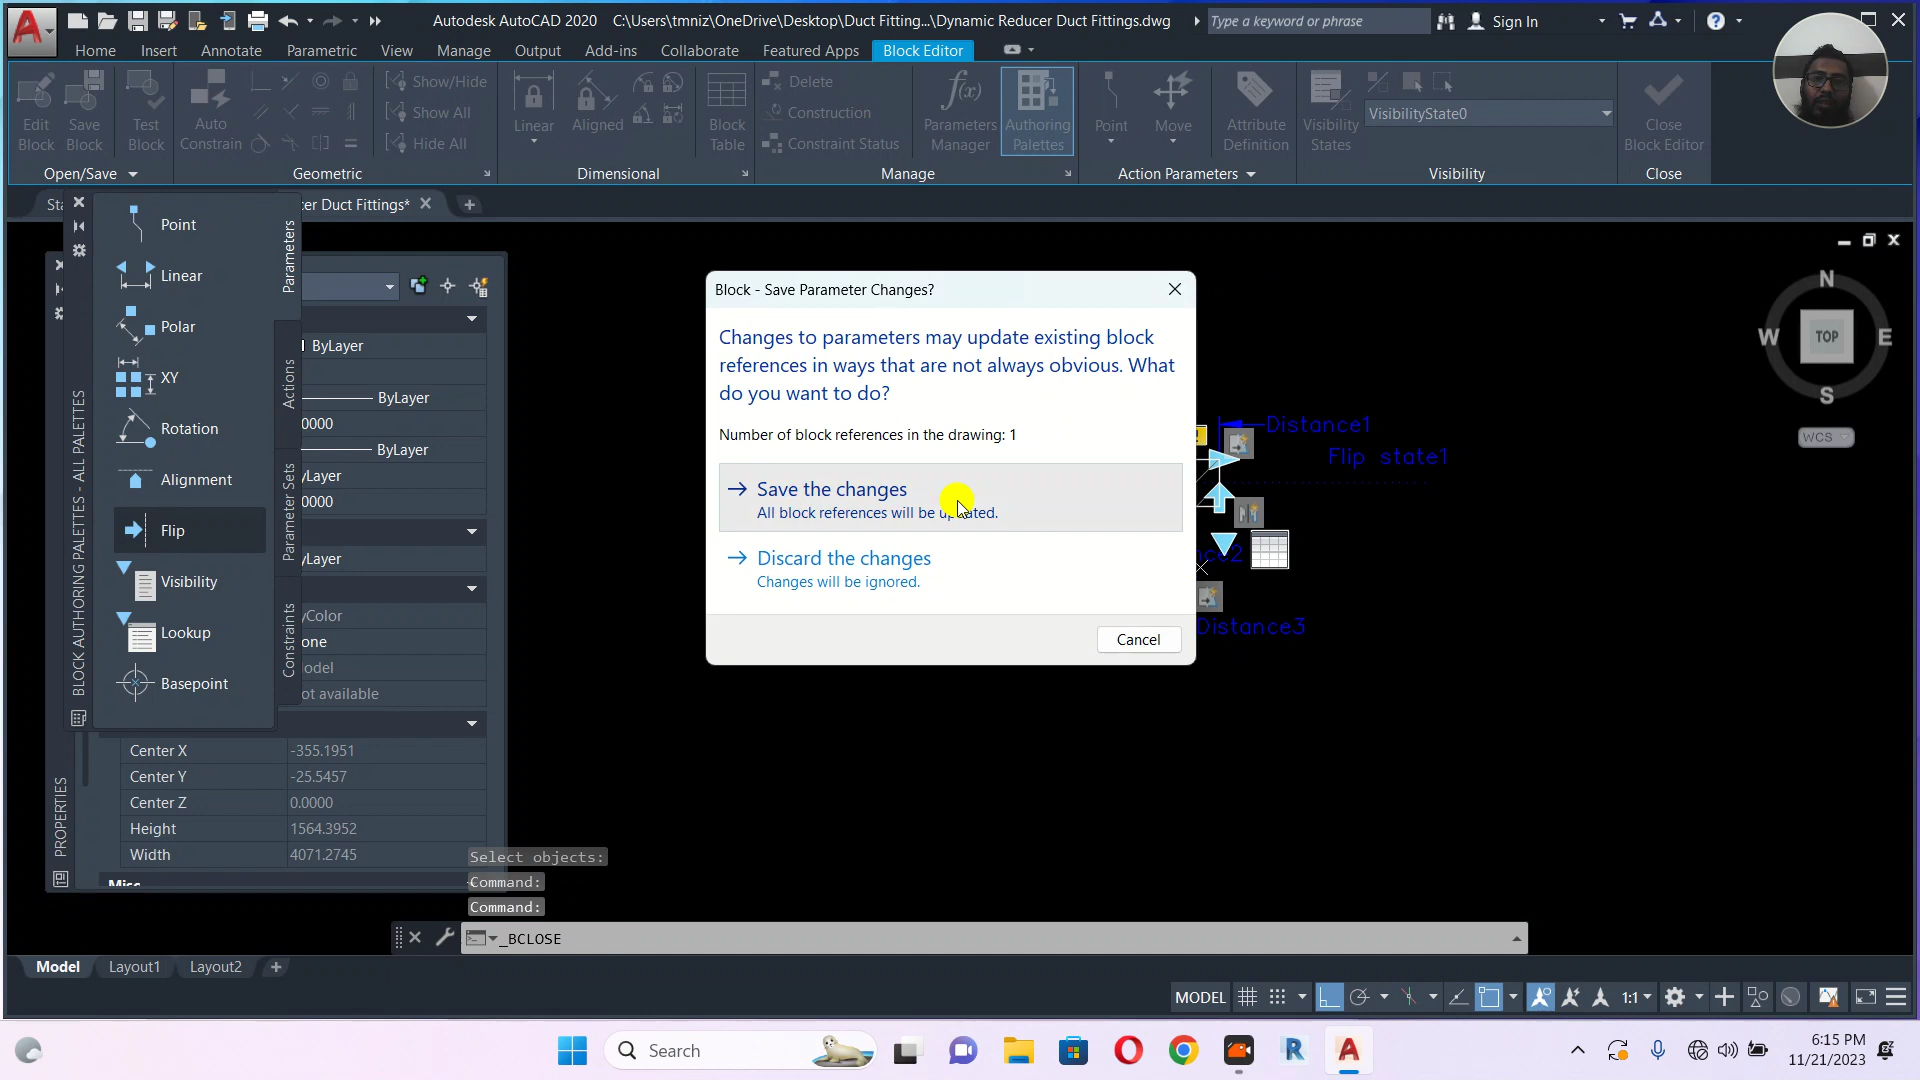 Autodesk AutoCAD 2020 C:\Users\tmniz\OneDrive\Desktop\Duct Fitting...\Dynamic Reducer Duct Fittings.dwg
Type a keyword or phrase
Sign In
Home Insert Annotate Parametric View Manage Output Add-ins Collaborate Featured Apps Block Editor
Edit Block
Save Block
Test Block
Open/Save
Auto Constrain
Show/Hide
Show All
Hide All
Geometric
Linear
Aligned
Dimensional
Block Table
Delete
Construction
Constraint Status
Parameters Manager
Authoring Palettes
Manage
Point
Move
Attribute Definition
Action Parameters
Visibility States
VisibilityState0
Visibility
Close Block Editor
Close
Sta
cer Duct Fittings*
Point
Linear
Polar
XY
Rotation
Alignment
Flip
Visibility
Lookup
Basepoint
Parameters
Actions
Parameter Sets
Constraints
BLOCK AUTHORING PALETTES - ALL PALETTES
ByLayer
ByLayer
0000
ByLayer
yLayer
0000
yLayer
yColor
one
odel
ot available
Center X -355.1951
Center Y -25.5457
Center Z 0.0000
Height 1564.3952
Width 4071.2745
Misc
PROPERTIES
Block - Save Parameter Changes?
Changes to parameters may update existing block
references in ways that are not always obvious. What
do you want to do?
Number of block references in the drawing: 1
Save the changes
All block references will be updated.
Discard the changes
Changes will be ignored.
Cancel
Distance1
Flip state1
nce2
Distance3
N
W
TOP
E
S
WCS
Select objects:
Command:
Command:
_BCLOSE
Model Layout1 Layout2
MODEL
1:1
Search
6:15 PM
11/21/2023